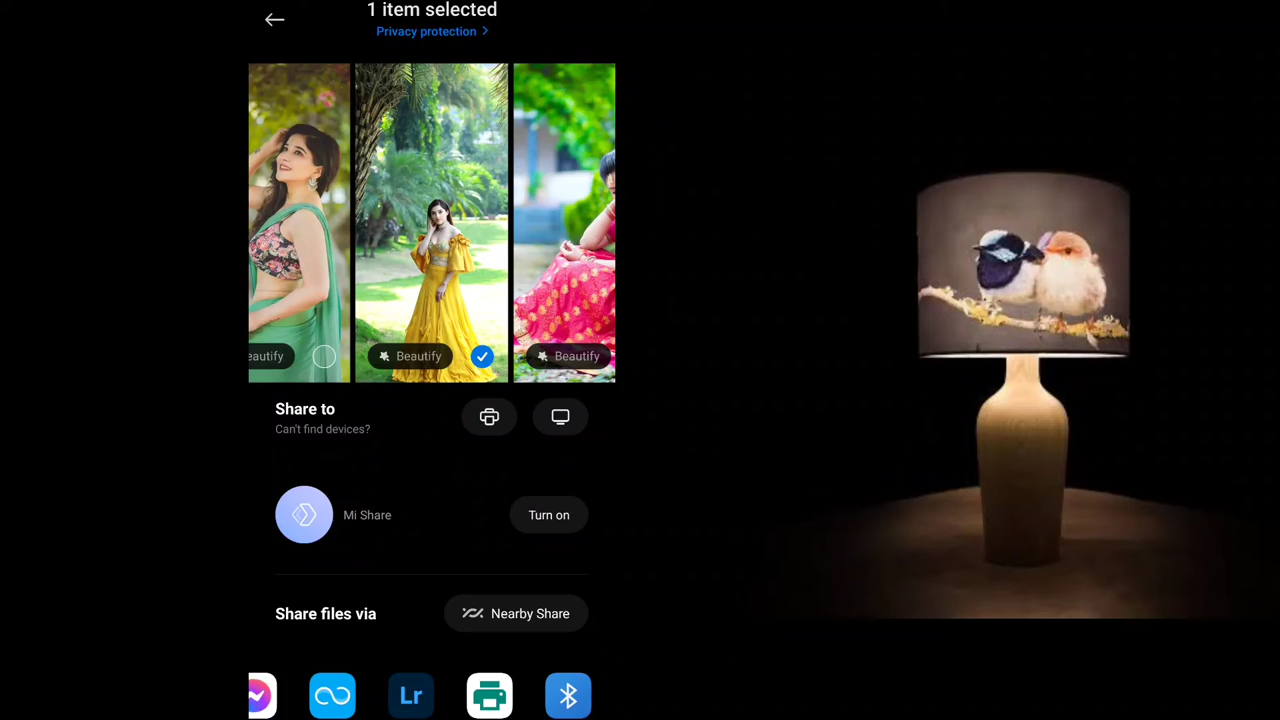 1 item selected
Privacy protection
eautify
Beautify
Beautify
Share to
Can't find devices?
Mi Share
Turn on
Share files via
Nearby Share
Lr